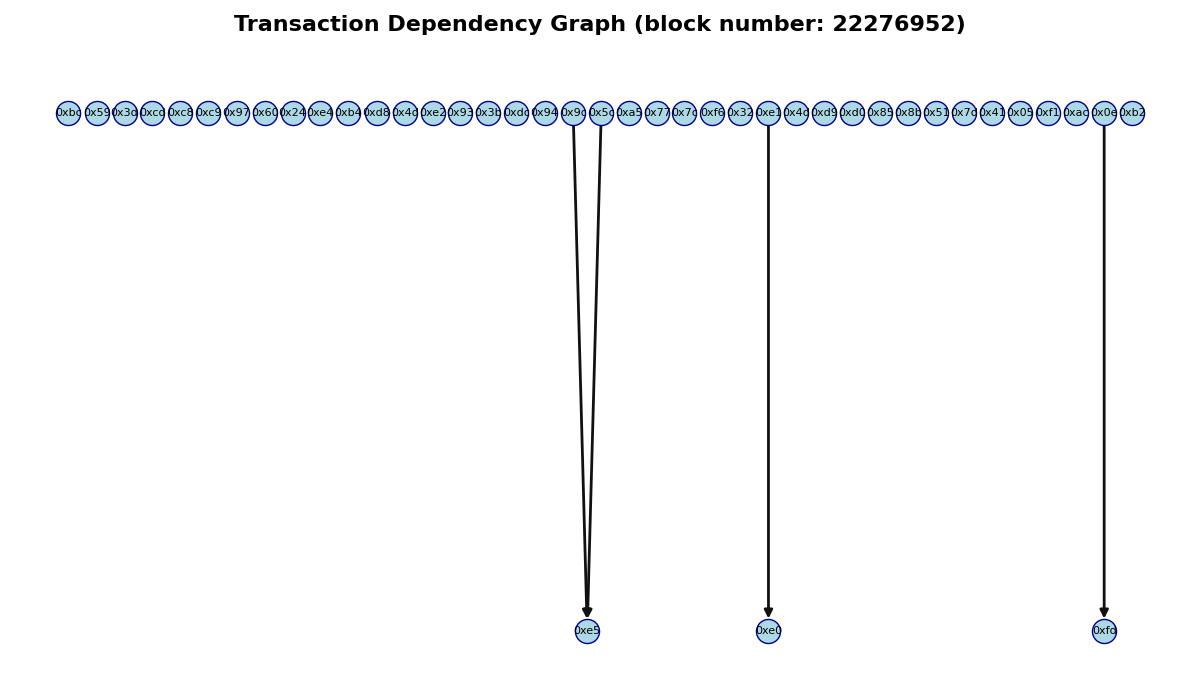 Transaction Dependency Graph (block number: 22276952)
0xbc 0x59 0x3d 0xcd 0xc8 0xc9 0x97 0x60 0x24 0xe4 0xb4 0xd8 0x4d 0xe2 0x93 0x3b 0xdc 0x94 0x9c 0x5c 0xa5 0x77 0x7c 0xf6 0x32 0xe1 0x4d 0xd9 0xd0 0x85 0x8b 0x51 0x7d 0x41 0x05 0xf1 0xac 0x0e 0xb2
0xe5 0xe0 0xfd